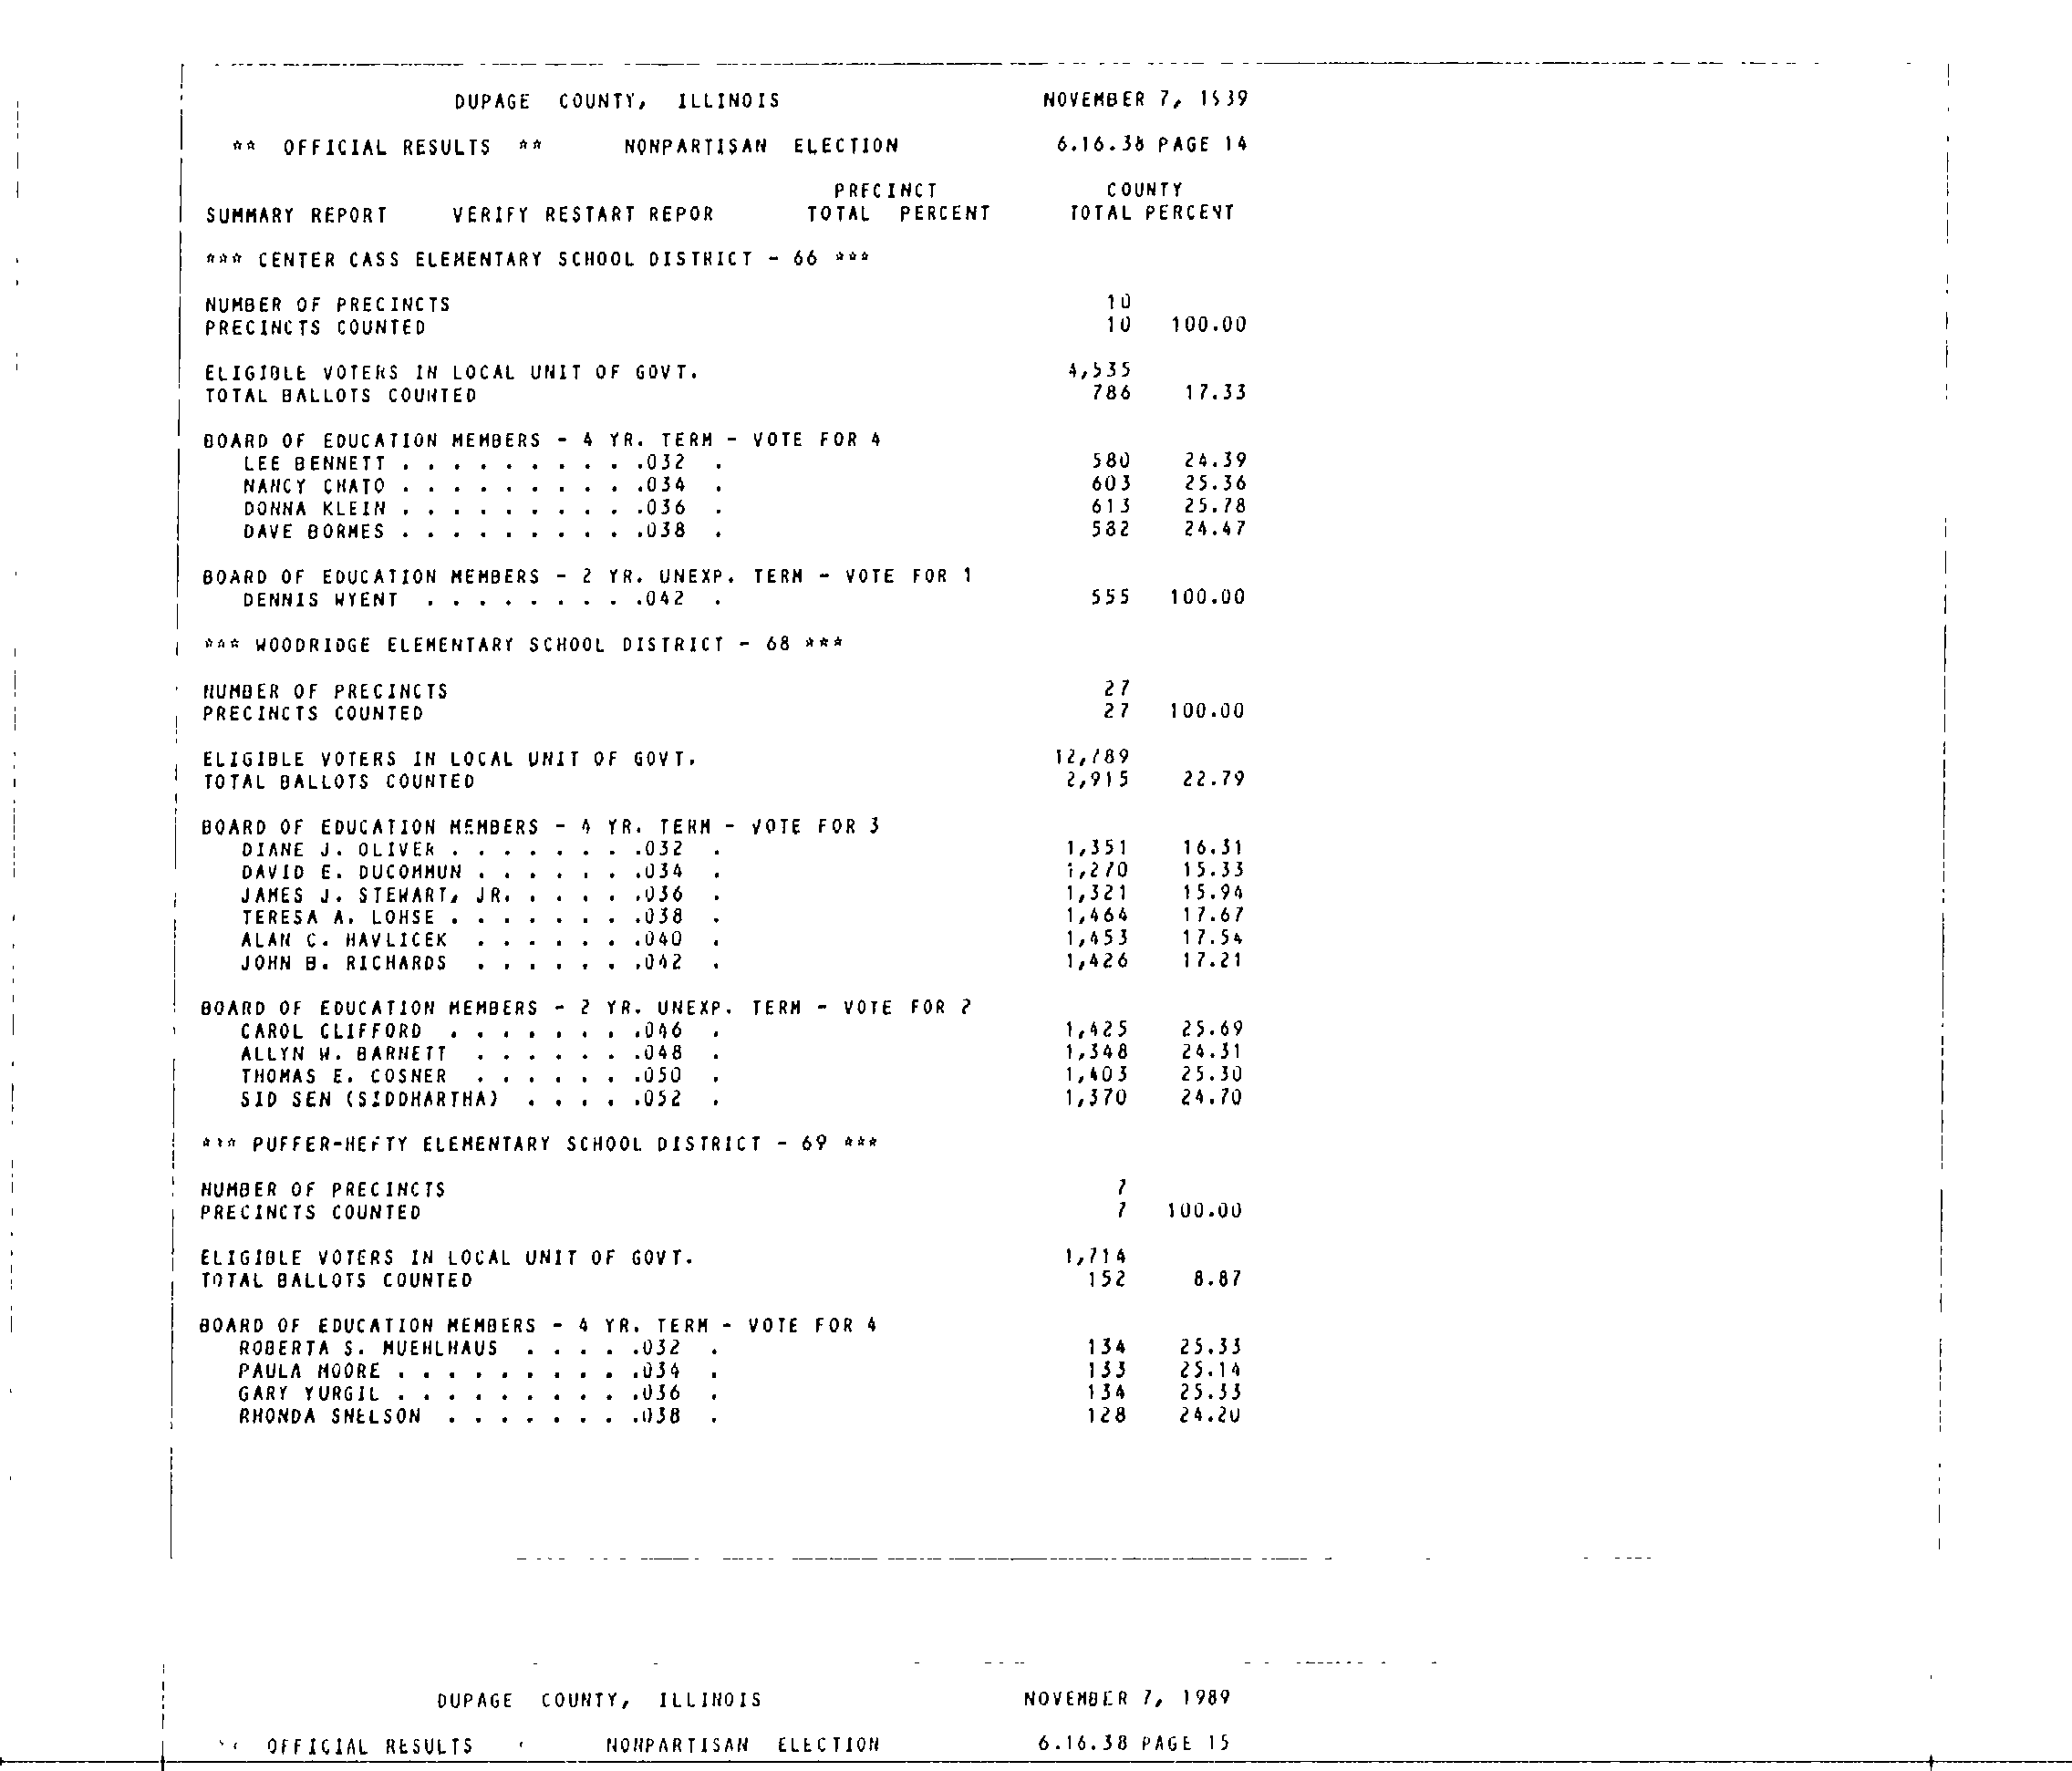 DUPAGE COUNTY, ILLINOIS NOVEMBER 7, 1989
** OFFICIAL RESULTS ** NONPARTISAN ELECTION 6.16.38 PAGE 14
PRECINCT COUNTY
SUMMARY REPORT VERIFY RESTART REPOR TOTAL PERCENT TOTAL PERCENT
*** CENTER CASS ELEMENTARY SCHOOL DISTRICT - 66 ***
NUMBER OF PRECINCTS 10
PRECINCTS COUNTED 10 100.00
ELIGIBLE VOTERS IN LOCAL UNIT OF GOVT. 4,535
TOTAL BALLOTS COUNTED 786 17.33
BOARD OF EDUCATION MEMBERS - 4 YR. TERM - VOTE FOR 4
LEE BENNETT . . . . . . . . . .032 . 580 24.39
NANCY CHATO . . . . . . . . . .034 . 603 25.36
DONNA KLEIN . . . . . . . . . .036 . 613 25.78
DAVE BORMES . . . . . . . . . .038 . 582 24.47
BOARD OF EDUCATION MEMBERS - 2 YR. UNEXP. TERM - VOTE FOR 1
DENNIS WYENT . . . . . . . . .042 . 555 100.00
*** WOODRIDGE ELEMENTARY SCHOOL DISTRICT - 68 ***
NUMBER OF PRECINCTS 27
PRECINCTS COUNTED 27 100.00
ELIGIBLE VOTERS IN LOCAL UNIT OF GOVT. 12,789
TOTAL BALLOTS COUNTED 2,915 22.79
BOARD OF EDUCATION MEMBERS - 4 YR. TERM - VOTE FOR 3
DIANE J. OLIVER . . . . . . . .032 . 1,351 16.31
DAVID E. DUCOMMUN . . . . . . .034 . 1,270 15.33
JAMES J. STEWART, JR. . . . . .036 . 1,321 15.94
TERESA A. LOHSE . . . . . . . .038 . 1,464 17.67
ALAN C. HAVLICEK . . . . . . .040 . 1,453 17.54
JOHN B. RICHARDS . . . . . . .042 . 1,426 17.21
BOARD OF EDUCATION MEMBERS - 2 YR. UNEXP. TERM - VOTE FOR 2
CAROL CLIFFORD . . . . . . . .046 . 1,425 25.69
ALLYN W. BARNETT . . . . . . .048 . 1,348 24.31
THOMAS E. COSNER . . . . . . .050 . 1,403 25.30
SID SEN (SIDDHARTHA) . . . . .052 . 1,370 24.70
*** PUFFER-HEFTY ELEMENTARY SCHOOL DISTRICT - 69 ***
NUMBER OF PRECINCTS 7
PRECINCTS COUNTED 7 100.00
ELIGIBLE VOTERS IN LOCAL UNIT OF GOVT. 1,714
TOTAL BALLOTS COUNTED 152 8.87
BOARD OF EDUCATION MEMBERS - 4 YR. TERM - VOTE FOR 4
ROBERTA S. MUEHLHAUS . . . . .032 . 134 25.33
PAULA MOORE . . . . . . . . . .034 . 133 25.14
GARY YURGIL . . . . . . . . . .036 . 134 25.33
RHONDA SNELSON . . . . . . . .038 . 128 24.20
DUPAGE COUNTY, ILLINOIS NOVEMBER 7, 1989
OFFICIAL RESULTS NONPARTISAN ELECTION 6.16.38 PAGE 15